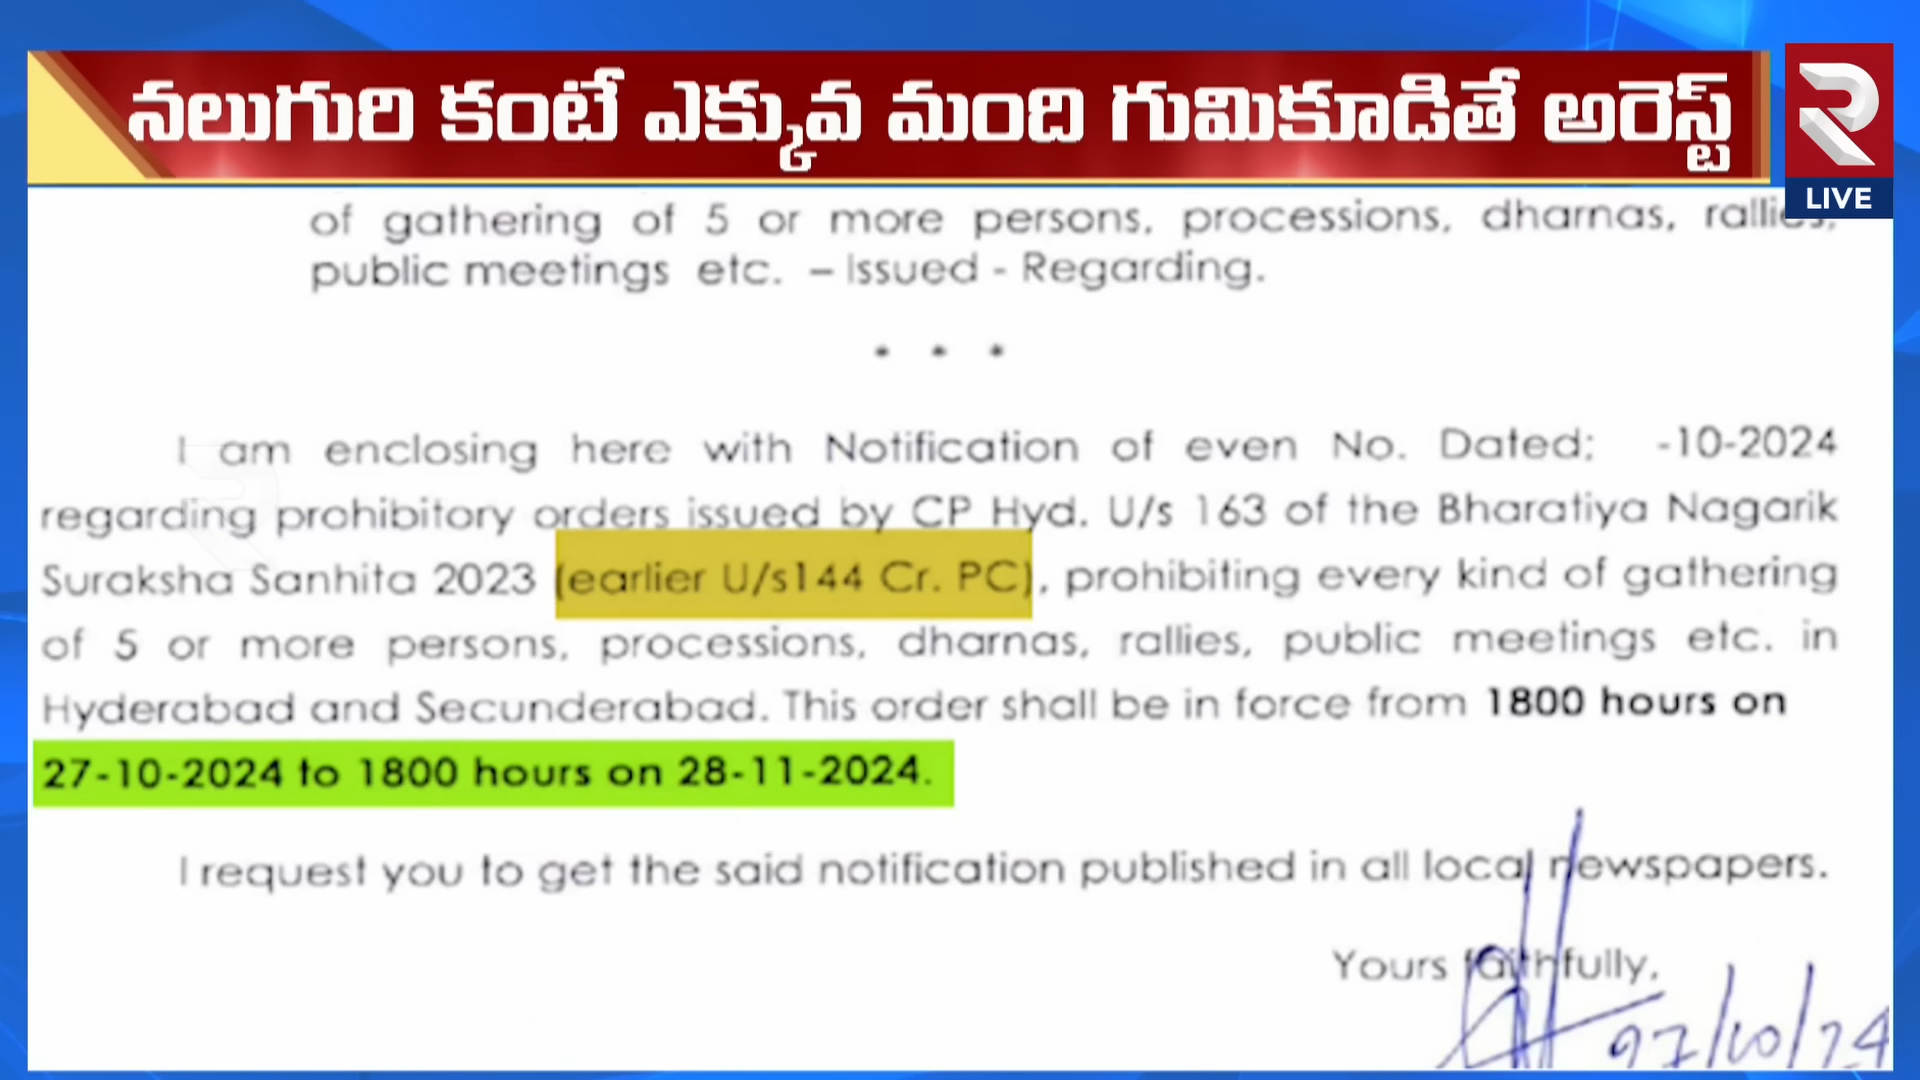 నలుగురి కంటే ఎక్కువ మంది గుమికూడితే అరెస్ట్
R
LIVE
of gathering of 5 or more persons, processions, dharnas, rallies,
public meetings etc. – Issued - Regarding.
* * *
I am enclosing here with Notification of even No. Dated; -10-2024
regarding prohibitory orders issued by CP Hyd. U/s 163 of the Bharatiya Nagarik
Suraksha Sanhita 2023 (earlier U/s144 Cr. PC), prohibiting every kind of gathering
of 5 or more persons, processions, dharnas, rallies, public meetings etc. in
Hyderabad and Secunderabad. This order shall be in force from 1800 hours on
27-10-2024 to 1800 hours on 28-11-2024.
I request you to get the said notification published in all local newspapers.
Yours faithfully,
27/10/24